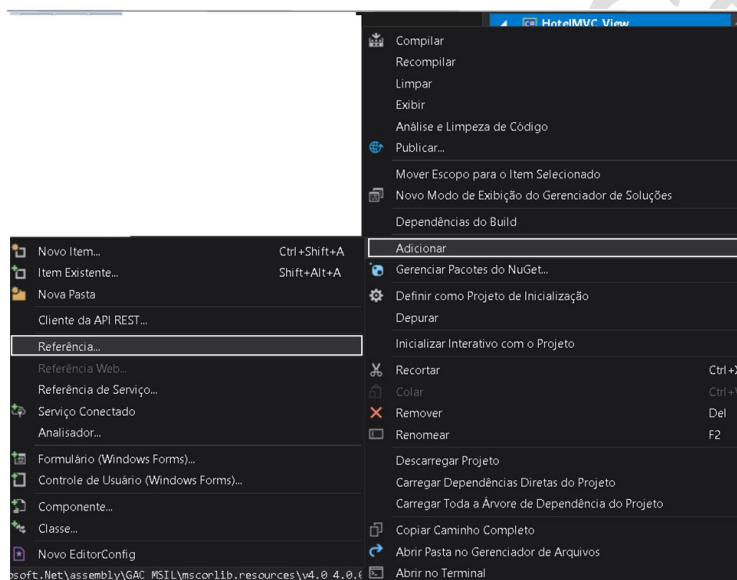 HotelMVC_View
Compilar
Recompilar
Limpar
Exibir
Análise e Limpeza de Código
Publicar...
Mover Escopo para o Item Selecionado
Novo Modo de Exibição do Gerenciador de Soluções
Dependências do Build
Adicionar
Gerenciar Pacotes do NuGet...
Definir como Projeto de Inicialização
Depurar
Inicializar Interativo com o Projeto
Recortar Ctrl+X
Colar Ctrl+V
Remover Del
Renomear F2
Descarregar Projeto
Carregar Dependências Diretas do Projeto
Carregar Toda a Árvore de Dependência do Projeto
Copiar Caminho Completo
Abrir Pasta no Gerenciador de Arquivos
Abrir no Terminal
Novo Item... Ctrl+Shift+A
Item Existente... Shift+Alt+A
Nova Pasta
Cliente da API REST...
Referência...
Referência Web...
Referência de Serviço...
Serviço Conectado
Analisador...
Formulário (Windows Forms)...
Controle de Usuário (Windows Forms)...
Componente...
Classe...
Novo EditorConfig
osoft.Net\assembly\GAC_MSIL\mscorlib.resources\v4.0_4.0.0